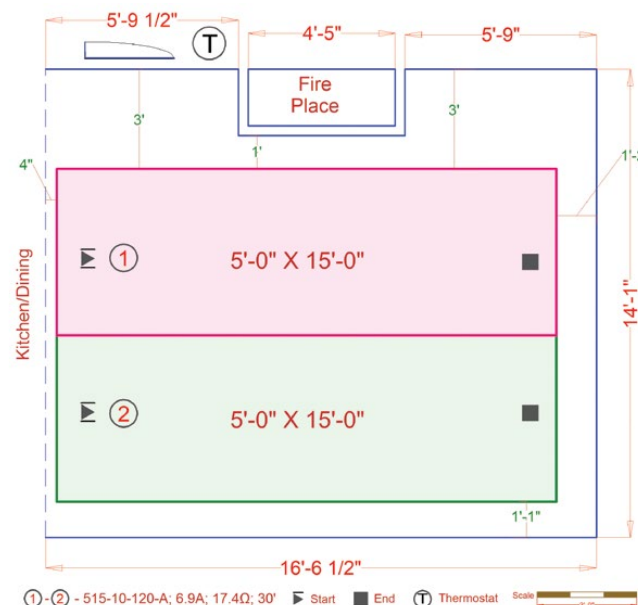 5'-9 1/2"
T
4'-5"
5'-9"
Fire
Place
3'
3'
1'
4"
1
5'-0" X 15'-0"
Kitchen/Dining
14'-1"
2
5'-0" X 15'-0"
1'-1"
16'-6 1/2"
1 - 2 - 515-10-120-A; 6.9A; 17.4Ω; 30' Start End T Thermostat Scale